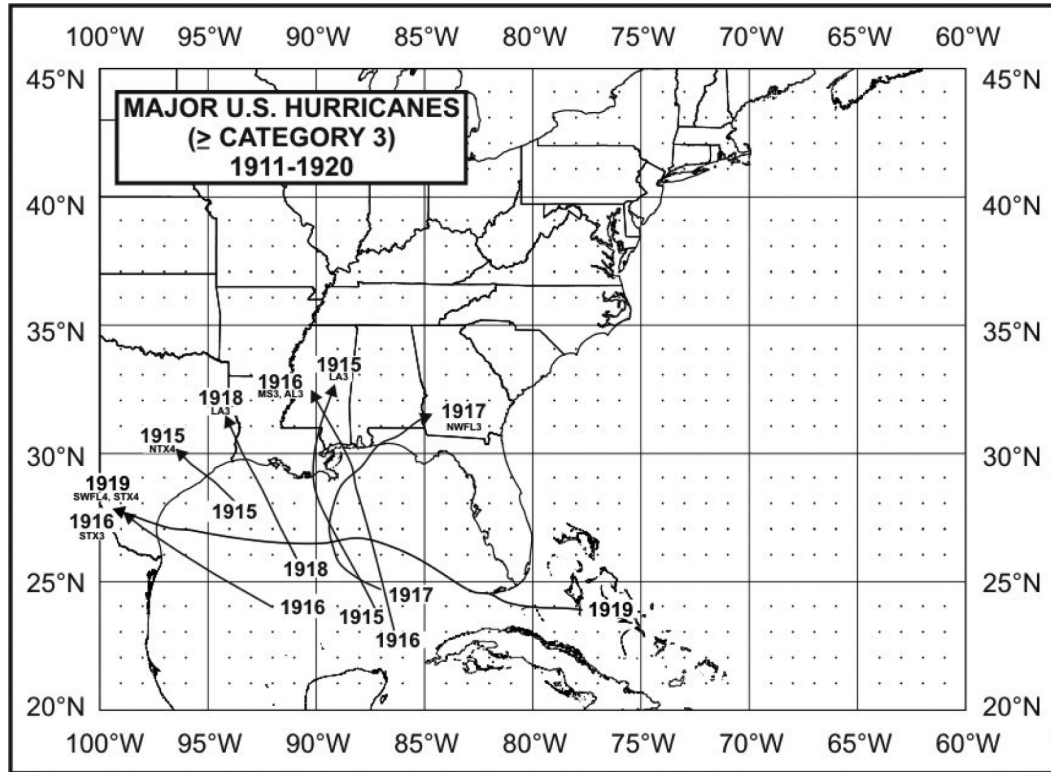 100°W 95°W 90°W 85°W 80°W 75°W 70°W 65°W 60°W
45°N 45°N
MAJOR U.S. HURRICANES
(≥ CATEGORY 3)
1911-1920
40°N 40°N
35°N 35°N
1915
LA3
1916
MS3, AL3
1918
LA3
1917
NWFL3
1915
NTX4
30°N 30°N
1919
SWFL4, STX4
1915
1916
STX3
1918
25°N 25°N
1917
1916
1915
1919
1916
20°N 20°N
100°W 95°W 90°W 85°W 80°W 75°W 70°W 65°W 60°W